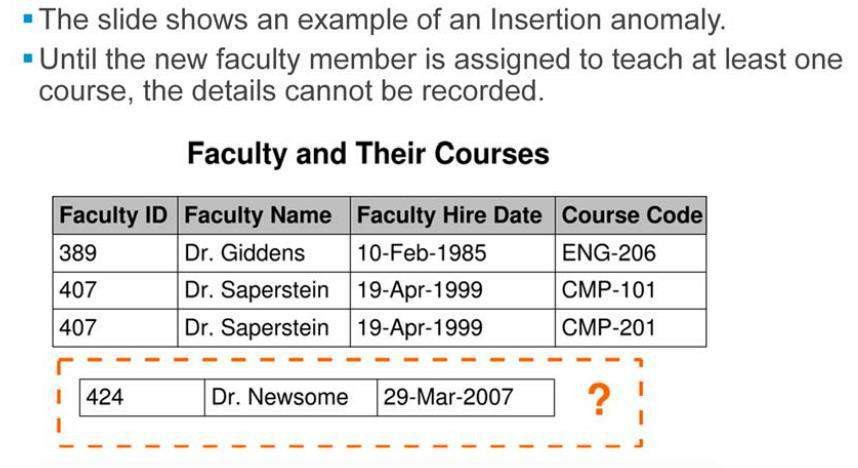 The slide shows an example of an Insertion anomaly.
Until the new faculty member is assigned to teach at least one
course, the details cannot be recorded.
Faculty and Their Courses
Faculty ID Faculty Name Faculty Hire Date Course Code
389 Dr. Giddens 10-Feb-1985 ENG-206
407 Dr. Saperstein 19-Apr-1999 CMP-101
407 Dr. Saperstein 19-Apr-1999 CMP-201
424 Dr. Newsome 29-Mar-2007 ?